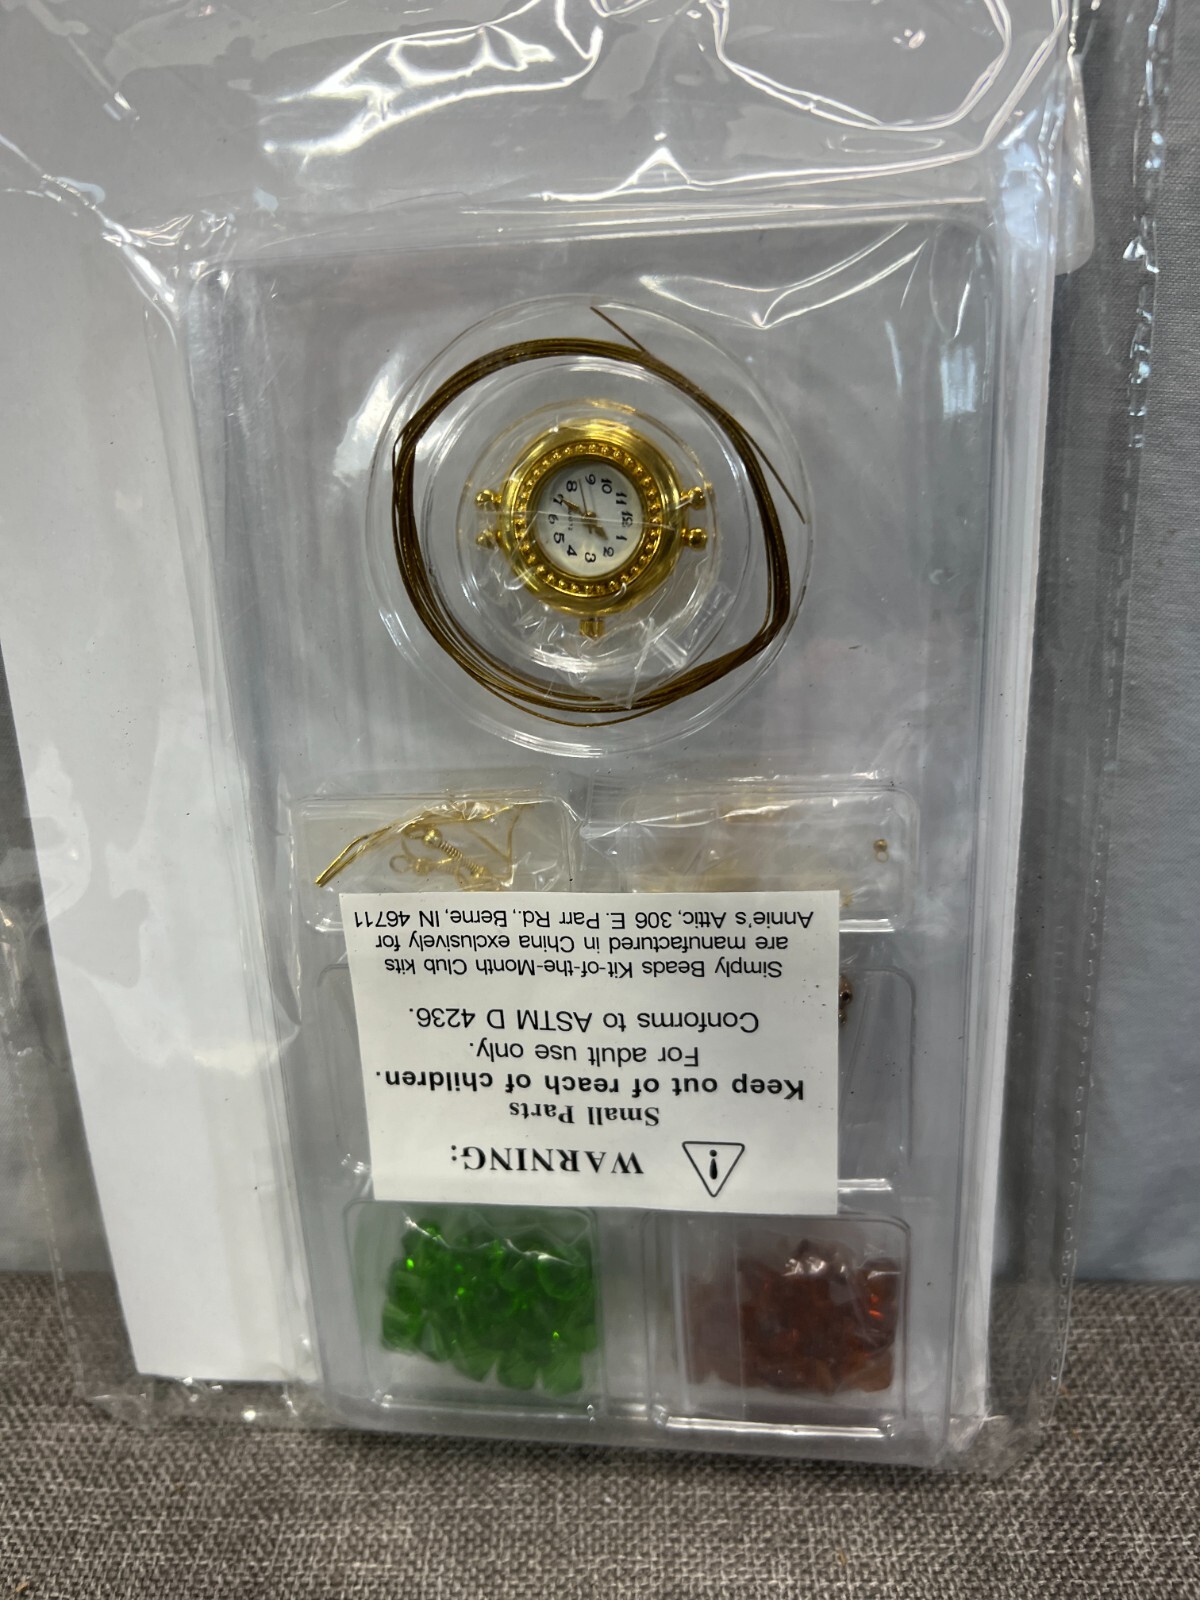 WARNING:
Small Parts
Keep out of reach of children.
For adult use only.
Conforms to ASTM D 4236.
Simply Beads Kit-of-the-Month Club kits
are manufactured in China exclusively for
Annie's Attic, 306 E. Parr Rd., Berne, IN 46711
12
1
2
3
4
5
6
7
8
9
10
11